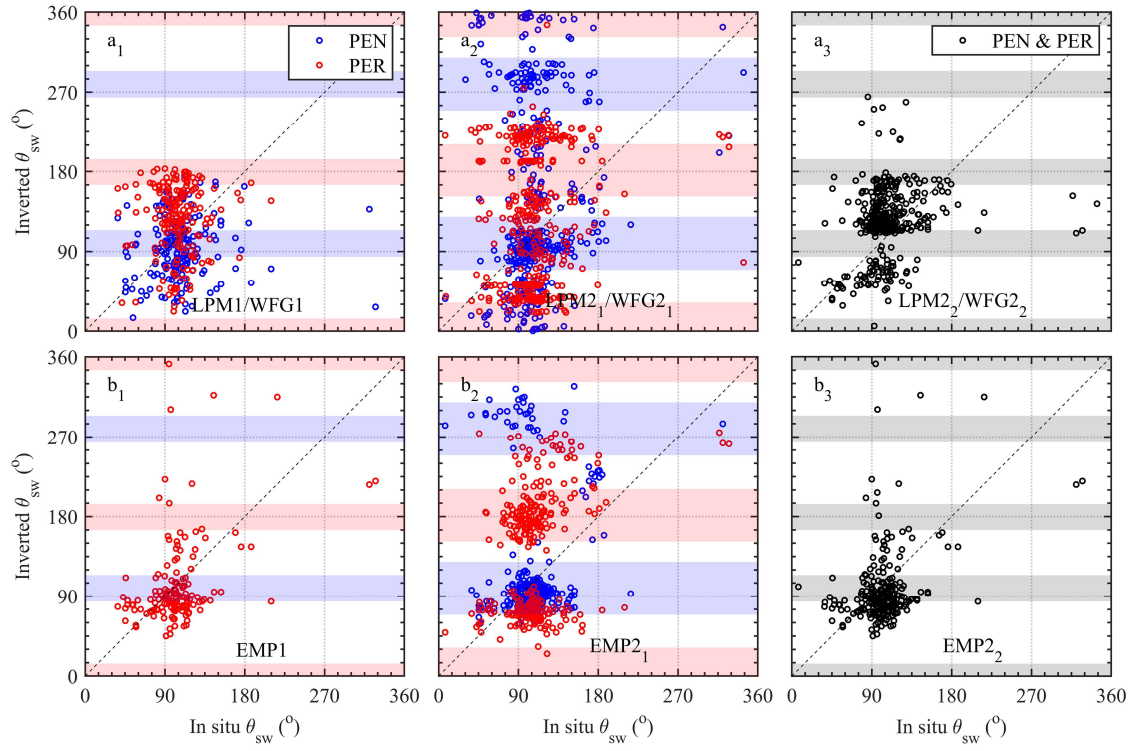 360
270
180
90
0
Inverted θsw (o)
a1
PEN
PER
LPM1/WFG1
a2
LPM21/WFG21
a3
PEN & PER
LPM22/WFG22
360
270
180
90
0
Inverted θsw (o)
b1
EMP1
b2
EMP21
b3
EMP22
0 90 180 270 360
90 180 270 360
90 180 270 360
In situ θsw (o)
In situ θsw (o)
In situ θsw (o)